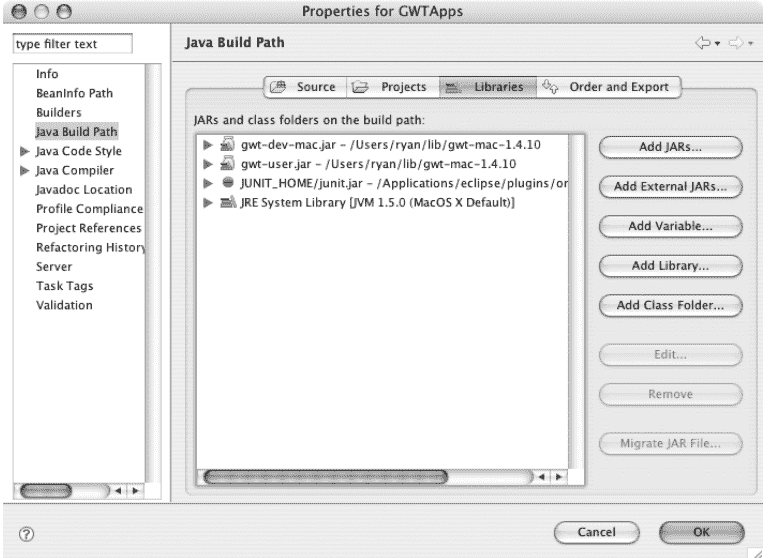 Properties for GWTApps
type filter text
Java Build Path
Info
BeanInfo Path
Builders
Java Build Path
Java Code Style
Java Compiler
Javadoc Location
Profile Compliance
Project References
Refactoring History
Server
Task Tags
Validation
Source Projects Libraries Order and Export
JARs and class folders on the build path:
gwt-dev-mac.jar – /Users/ryan/lib/gwt-mac-1.4.10
gwt-user.jar – /Users/ryan/lib/gwt-mac-1.4.10
JUNIT_HOME/junit.jar – /Applications/eclipse/plugins/or
JRE System Library [JVM 1.5.0 (MacOS X Default)]
Add JARs...
Add External JARs...
Add Variable...
Add Library...
Add Class Folder...
Edit...
Remove
Migrate JAR File...
?
Cancel OK